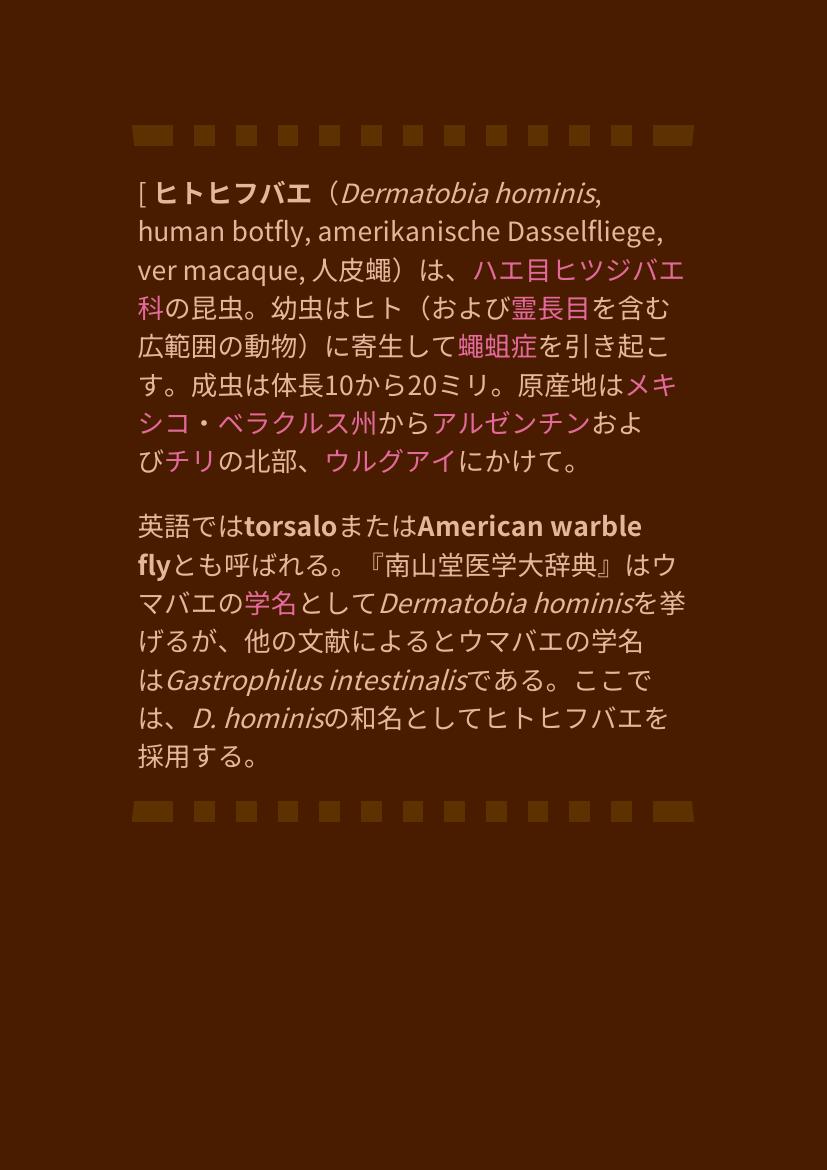 [ ヒトヒフバエ（Dermatobia hominis,
human botfly, amerikanische Dasselfliege,
ver macaque, 人皮蠅）は、ハエ目ヒツジバエ
科の昆虫。幼虫はヒト（および霊長目を含む
広範囲の動物）に寄生して蠅蛆症を引き起こ
す。成虫は体長10から20ミリ。原産地はメキ
シコ・ベラクルス州からアルゼンチンおよ
びチリの北部、ウルグアイにかけて。
英語ではtorsaloまたはAmerican warble
flyとも呼ばれる。『南山堂医学大辞典』はウ
マバエの学名としてDermatobia hominisを挙
げるが、他の文献によるとウマバエの学名
はGastrophilus intestinalisである。ここで
は、D. hominisの和名としてヒトヒフバエを
採用する。